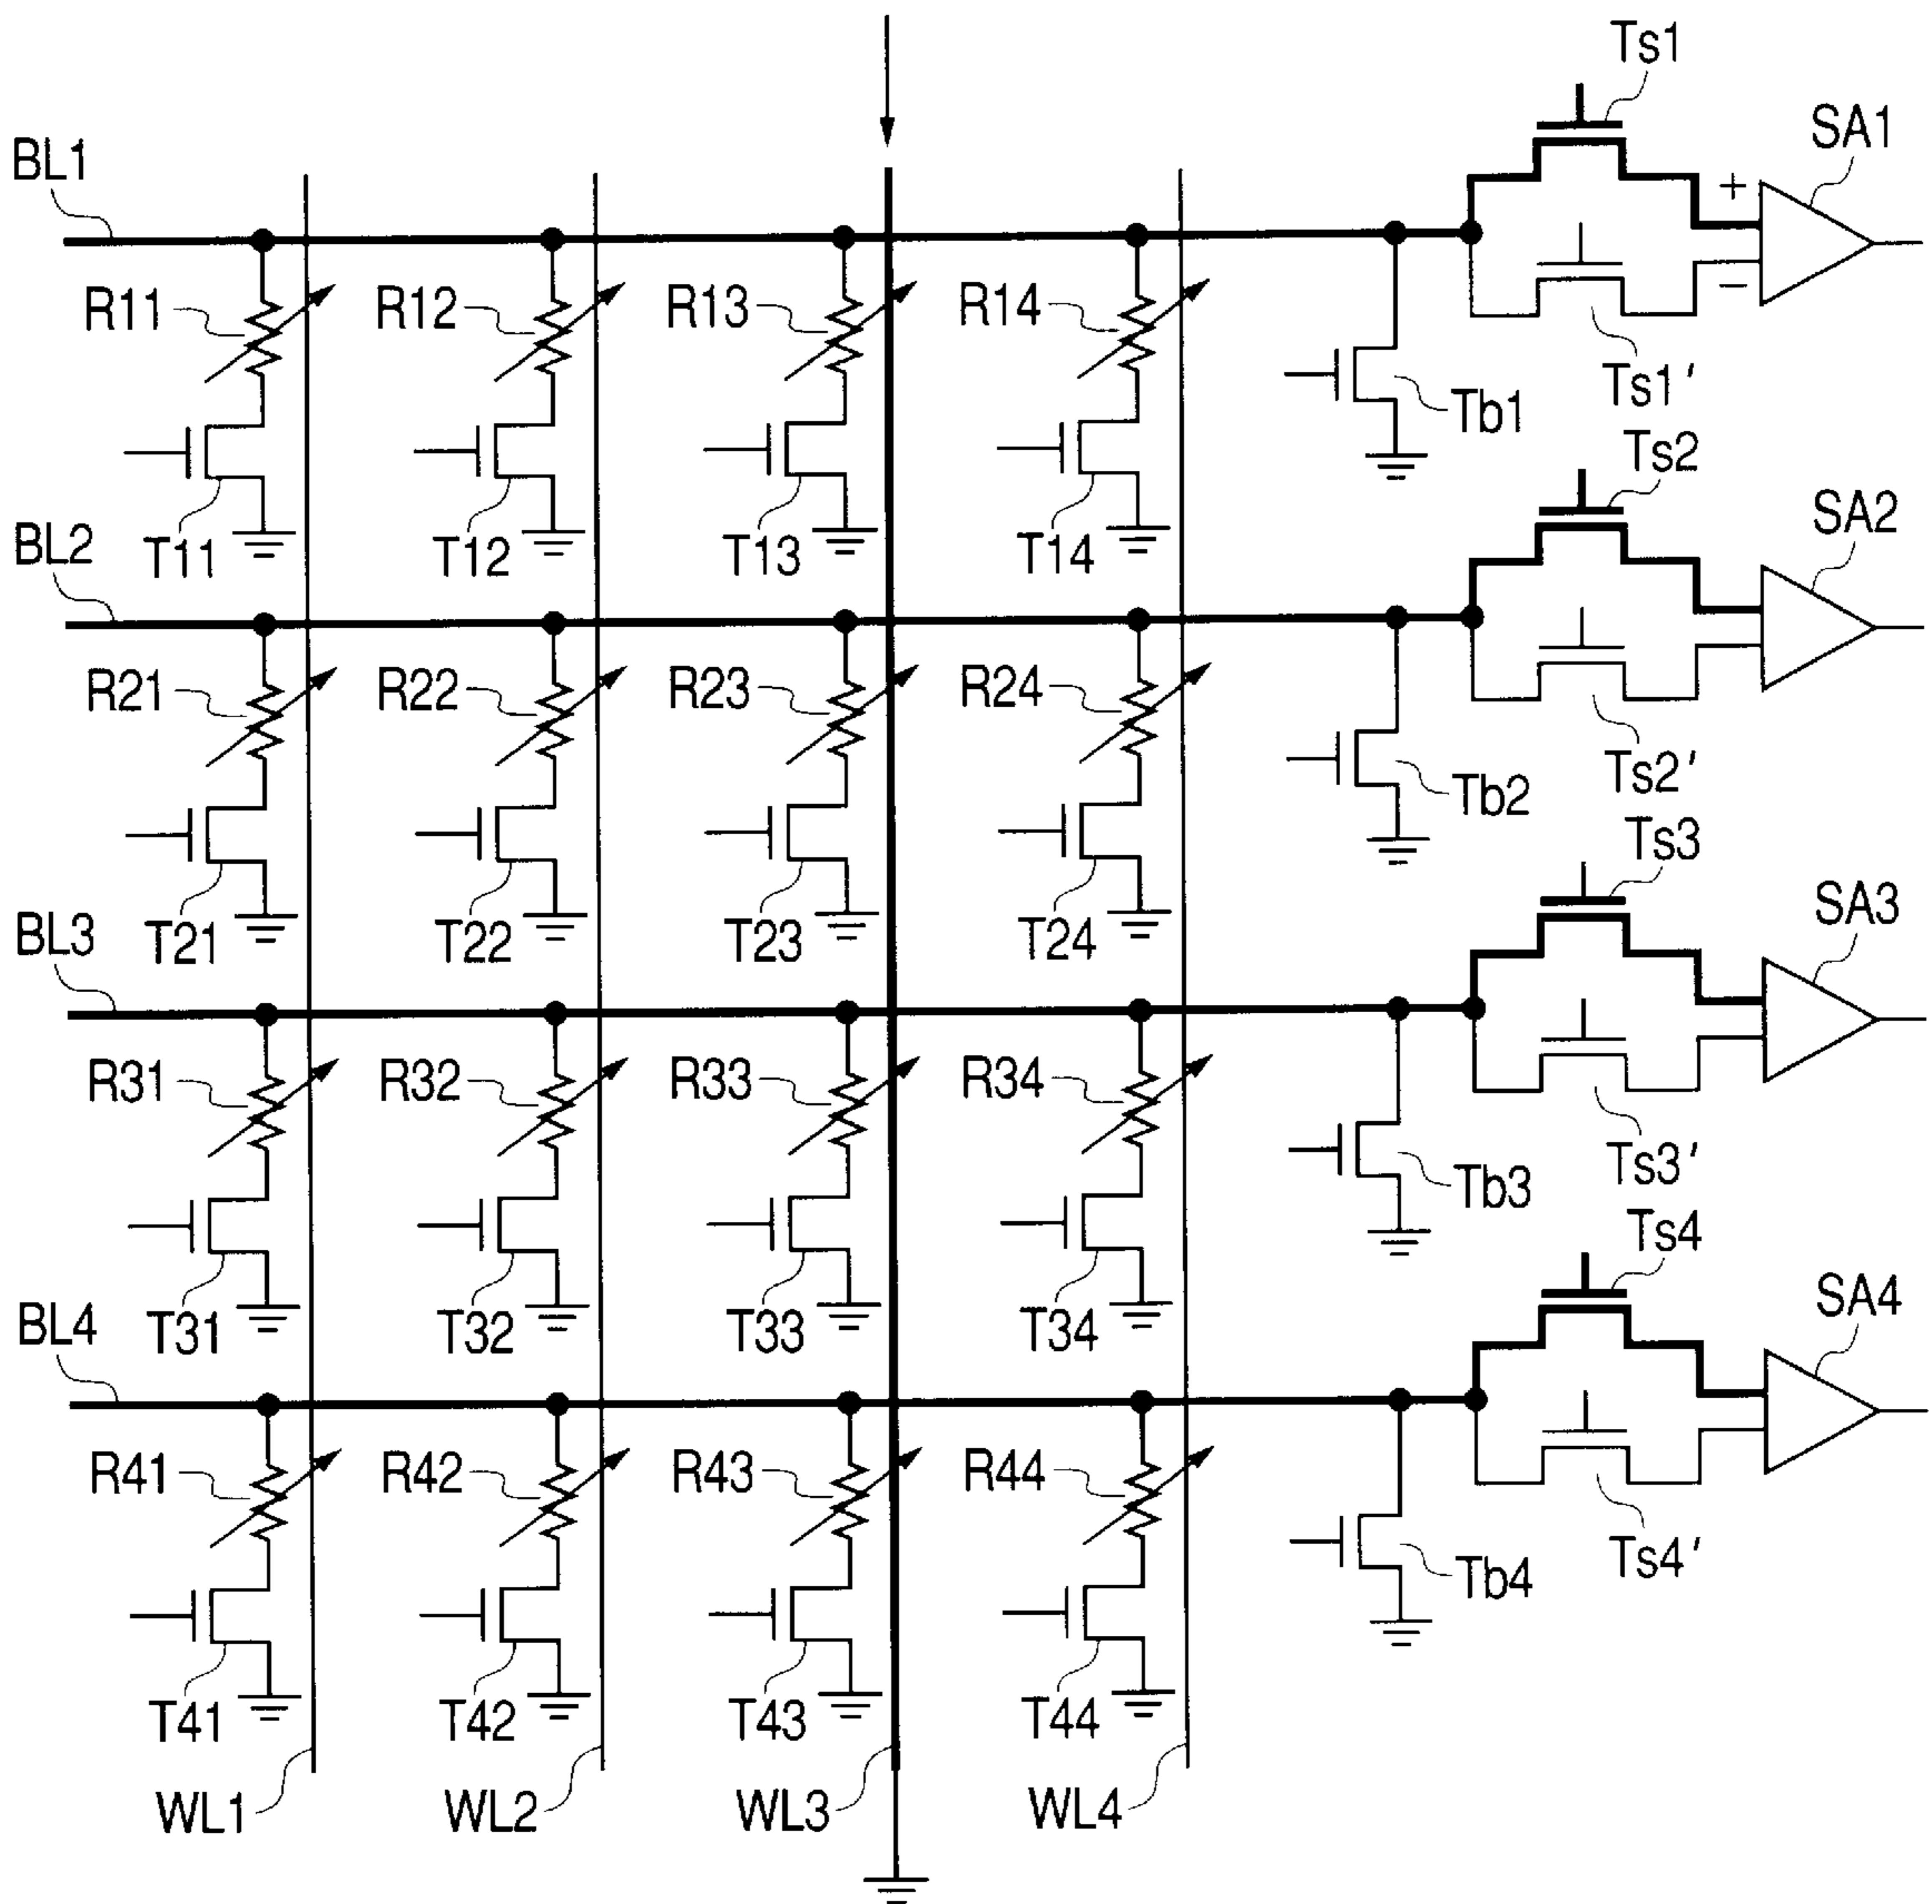 Ts1
BL1
SA1
+
R11 R12 R13 R14
−
Ts1'
Tb1
Ts2
BL2
SA2
T11 T12 T13 T14
R21 R22 R23 R24
Ts2'
Tb2
Ts3
BL3
SA3
T21 T22 T23 T24
R31 R32 R33 R34
Ts3'
Tb3
Ts4
BL4
SA4
T31 T32 T33 T34
R41 R42 R43 R44
Ts4'
Tb4
T41 T42 T43 T44
WL1 WL2 WL3 WL4